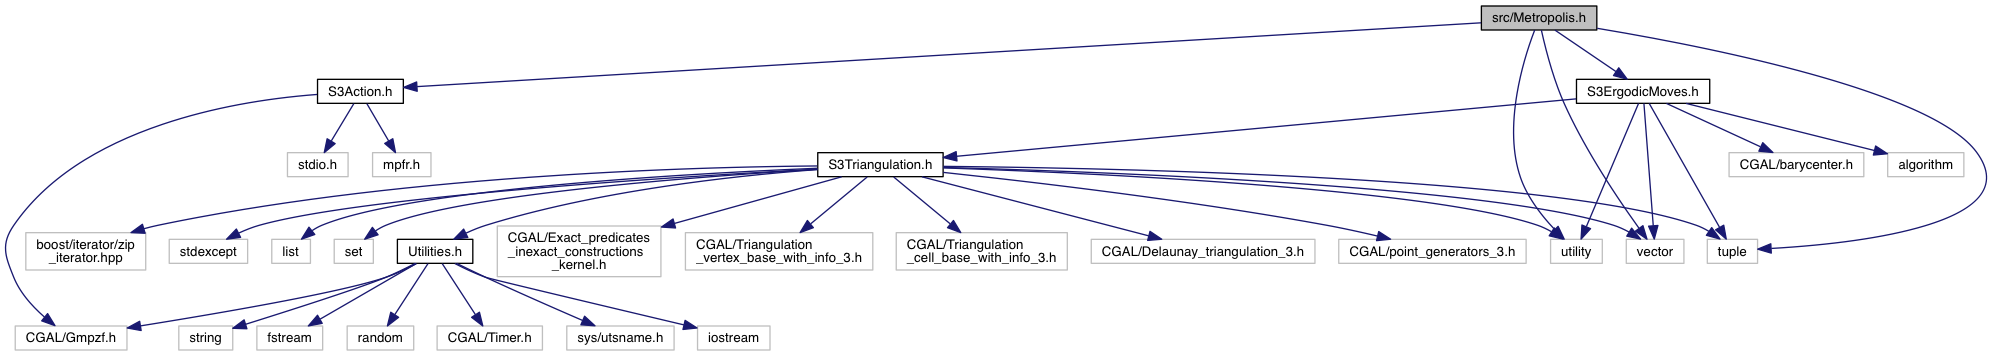 src/Metropolis.h
S3Action.h
S3ErgodicMoves.h
stdio.h
mpfr.h
S3Triangulation.h
CGAL/barycenter.h
algorithm
boost/iterator/zip
_iterator.hpp
stdexcept
list
set
Utilities.h
CGAL/Exact_predicates
_inexact_constructions
_kernel.h
CGAL/Triangulation
_vertex_base_with_info_3.h
CGAL/Triangulation
_cell_base_with_info_3.h
CGAL/Delaunay_triangulation_3.h
CGAL/point_generators_3.h
utility
vector
tuple
CGAL/Gmpzf.h
string
fstream
random
CGAL/Timer.h
sys/utsname.h
iostream